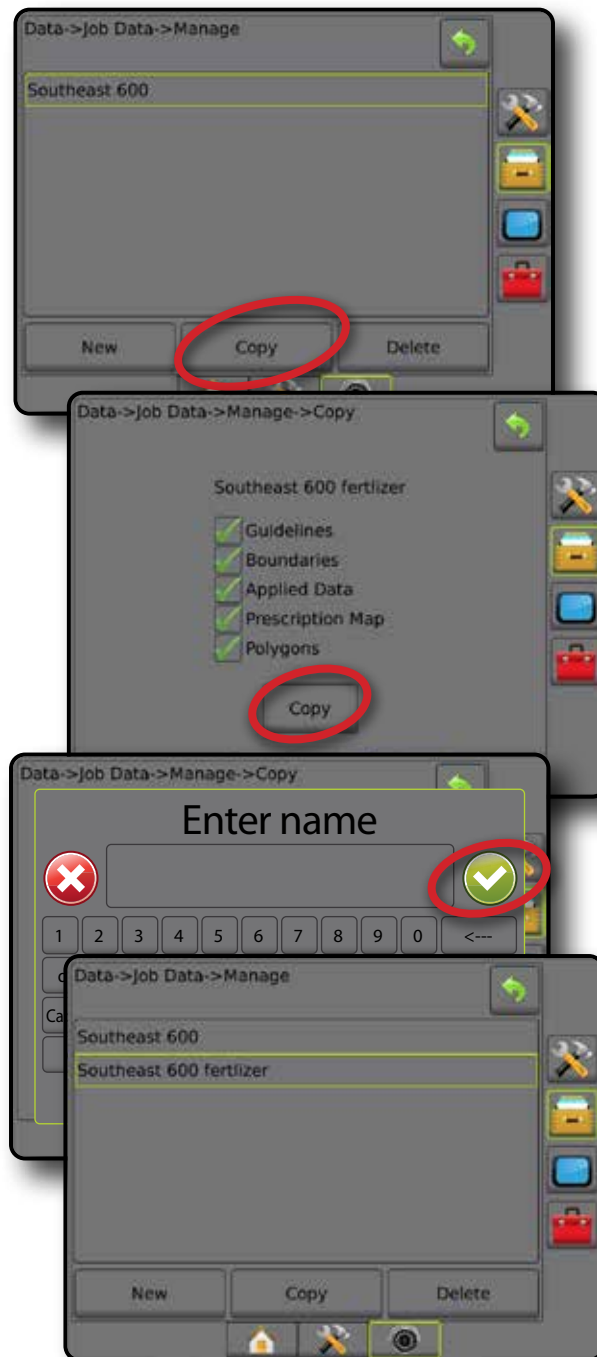 Data->Job Data->Manage
Southeast 600
New Copy Delete
Data->Job Data->Manage->Copy
Southeast 600 fertlizer
Guidelines
Boundaries
Applied Data
Prescription Map
Polygons
Copy
Data->Job Data->Manage->Copy
Enter name
1 2 3 4 5 6 7 8 9 0 <---
Ca
Data->Job Data->Manage
Southeast 600
Southeast 600 fertlizer
New Copy Delete